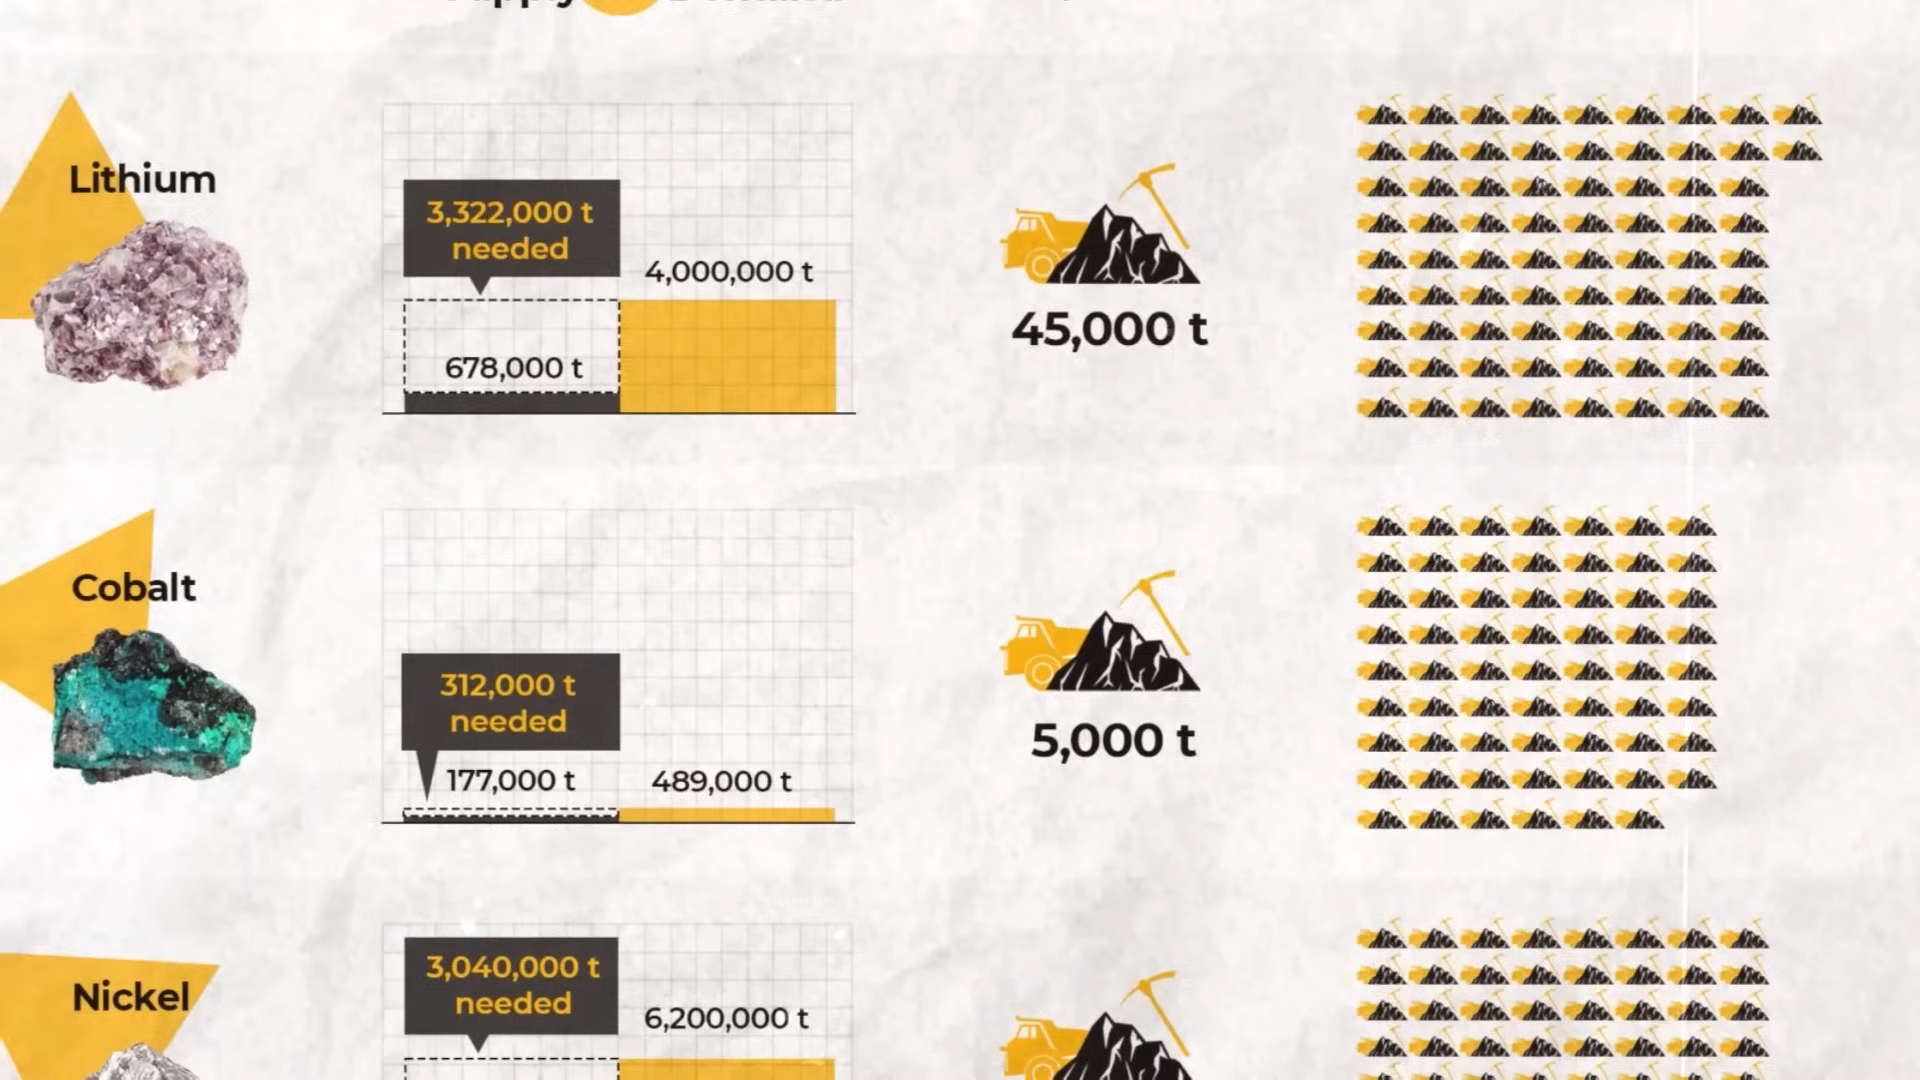 Lithium
3,322,000 t
needed
4,000,000 t
678,000 t
45,000 t
Cobalt
312,000 t
needed
177,000 t
489,000 t
5,000 t
Nickel
3,040,000 t
needed
6,200,000 t